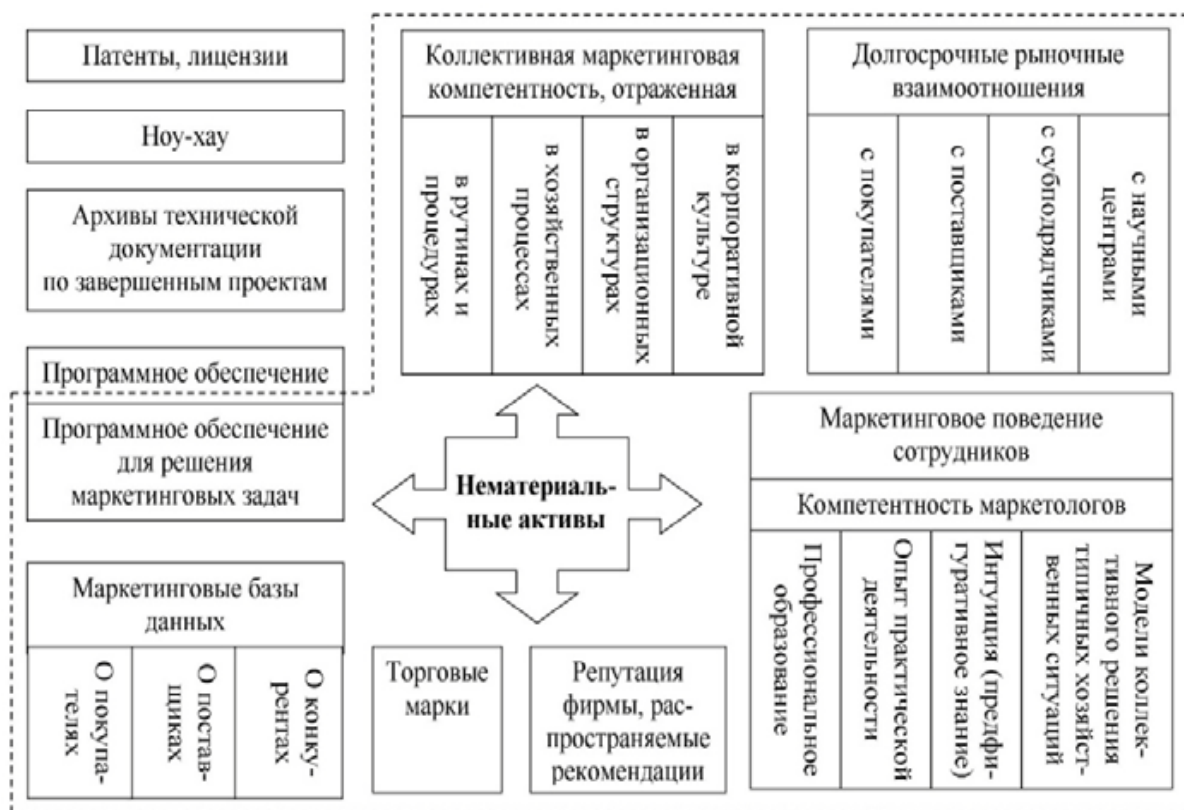 Патенты, лицензии
Ноу-хау
Архивы технической
документации
по завершенным проектам
Программное обеспечение
Программное обеспечение
для решения
маркетинговых задач
Маркетинговые базы
данных
О покупа-
телях
О постав-
щиках
О конку-
рентах
Коллективная маркетинговая
компетентность, отраженная
в рутинах и
процедурах
в хозяйственных
процессах
в организационных
структурах
в корпоративной
культуре
Долгосрочные рыночные
взаимоотношения
с покупателями
с поставщиками
с субподрядчиками
с научными
центрами
Нематериаль-
ные активы
Торговые
марки
Репутация
фирмы, рас-
пространяемые
рекомендации
Маркетинговое поведение
сотрудников
Компетентность маркетологов
Профессиональное
образование
Опыт практической
деятельности
Интуиция (предфи-
гуративное знание)
Модели коллек-
тивного решения
типичных хозяйст-
венных ситуаций